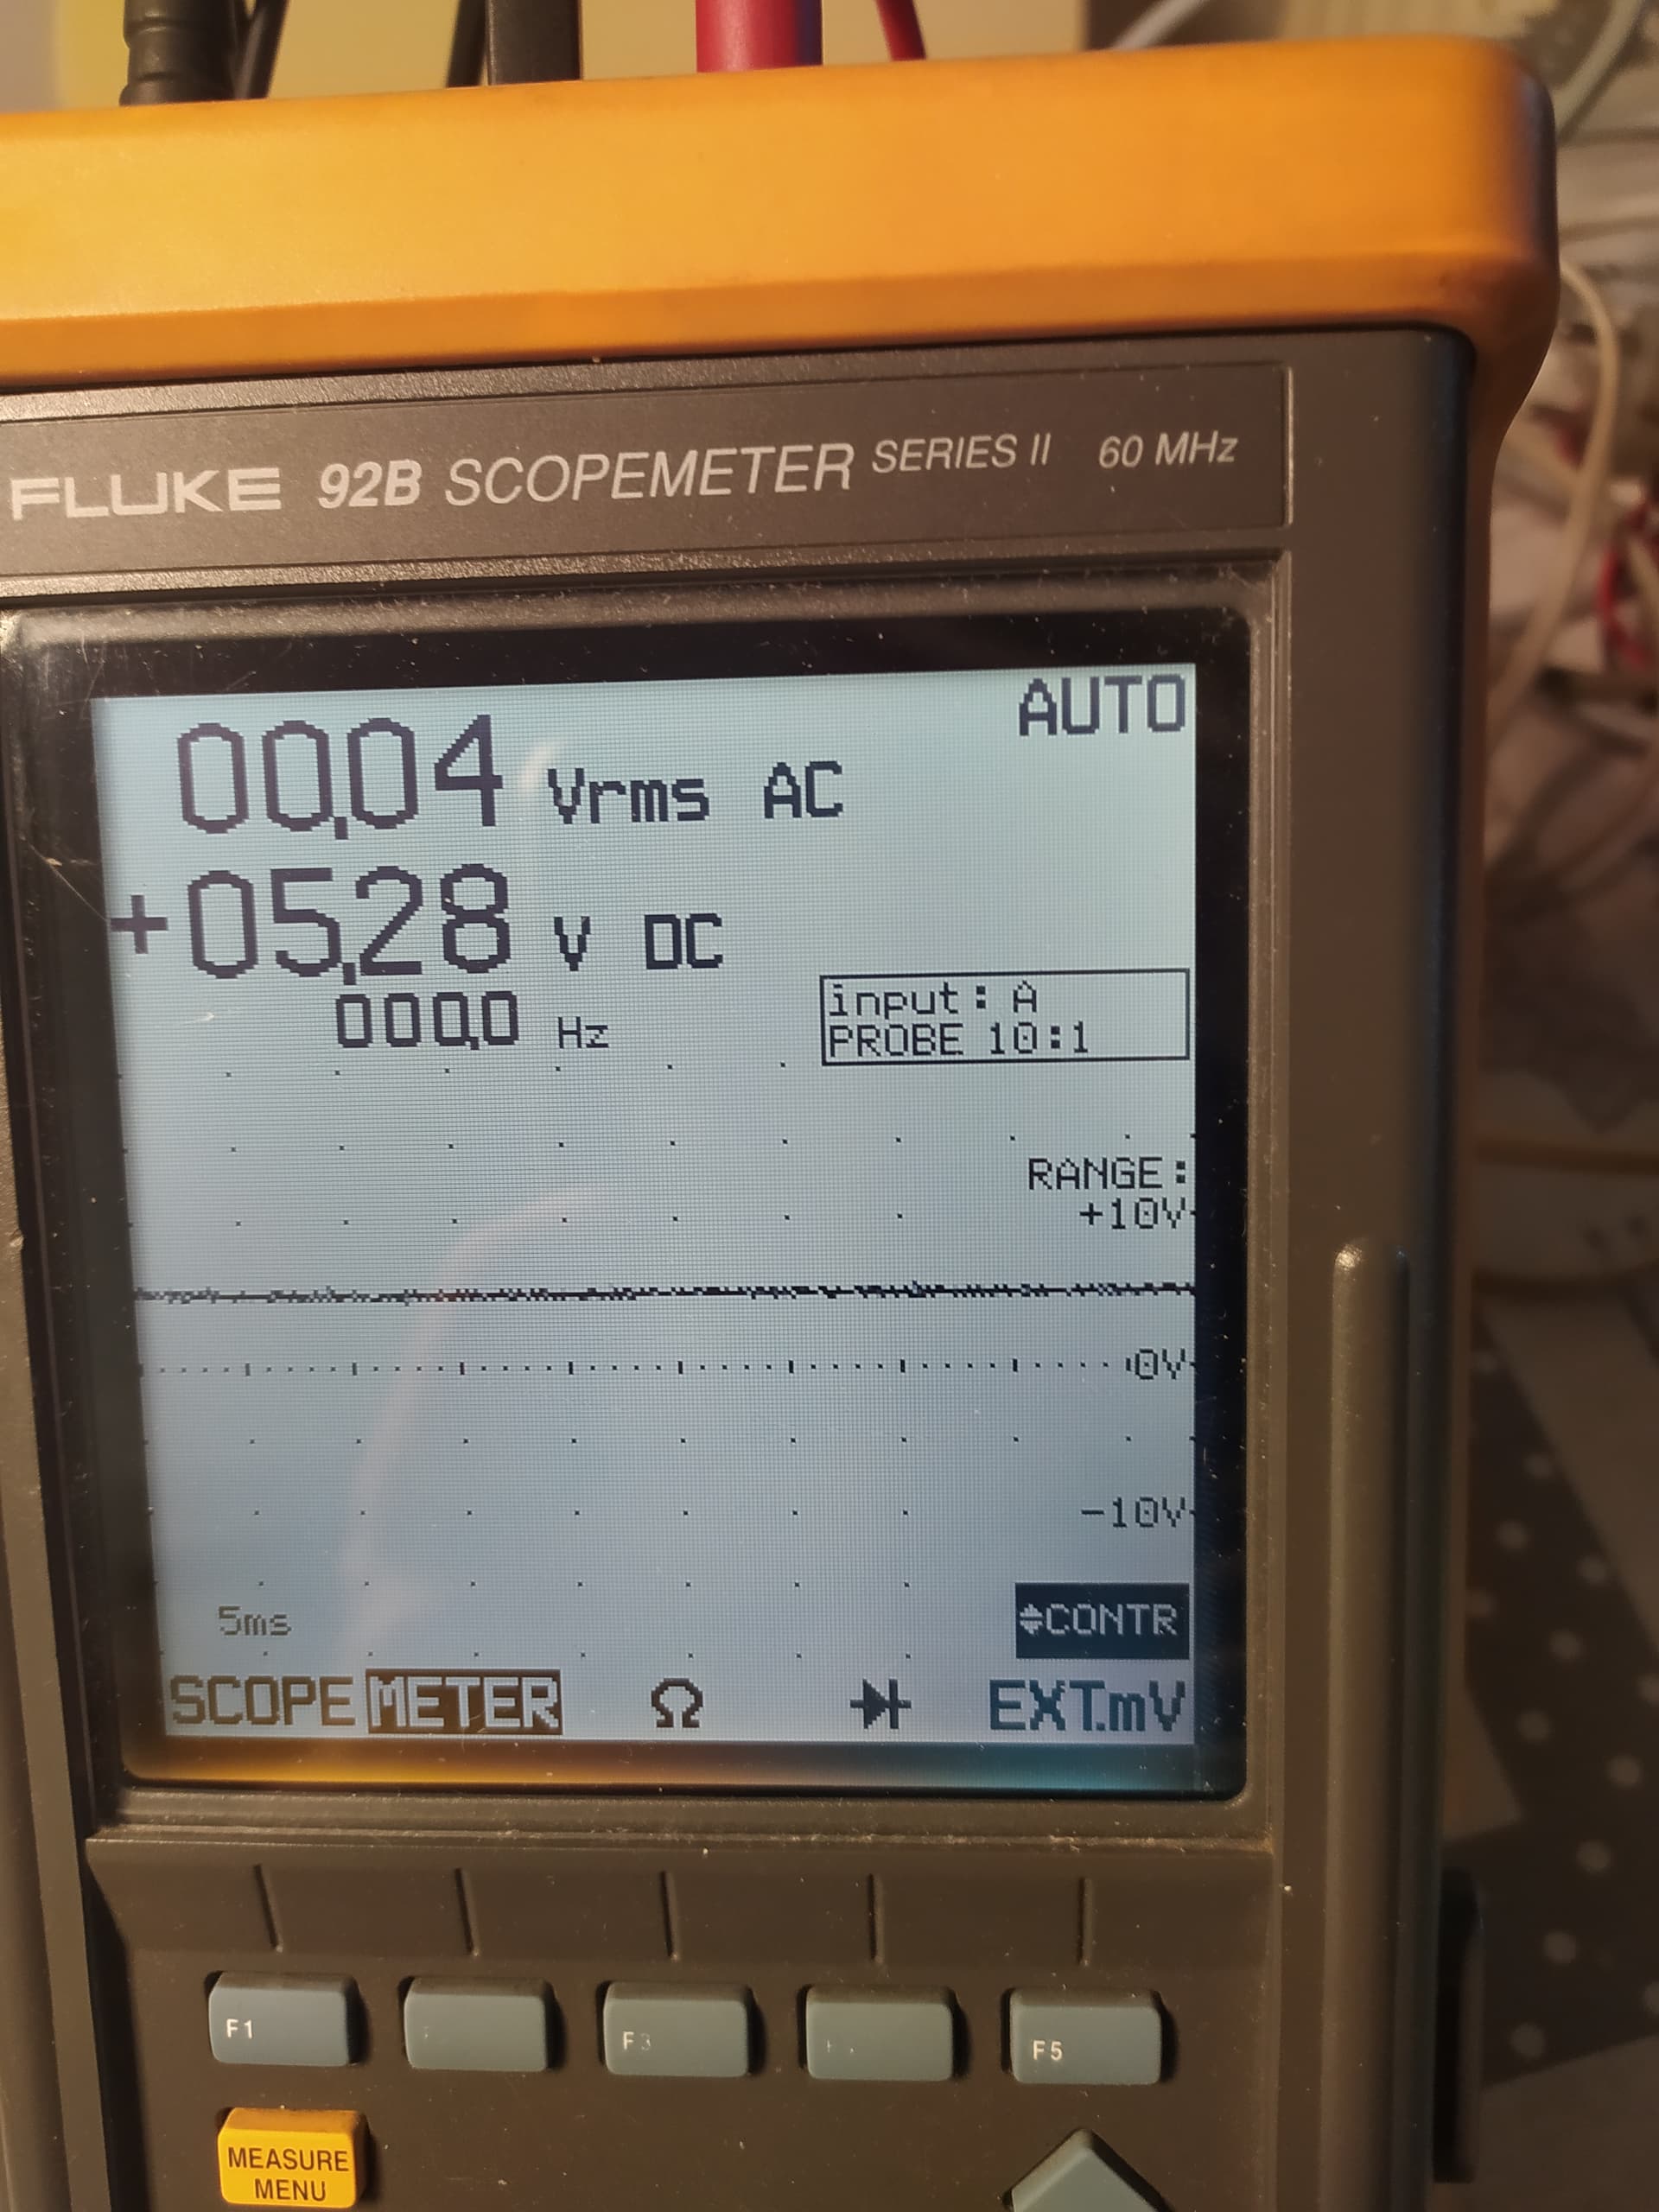 FLUKE 92B SCOPEMETER SERIES II 60 MHz
AUTO
00,04 Vrms AC
+05,28 V DC
000,0 Hz
input: A
PROBE 10:1
RANGE:
+10V
0V
-10V
5ms
CONTR
SCOPE METER Ω EXT.mV
F1
F3
F5
MEASURE
MENU